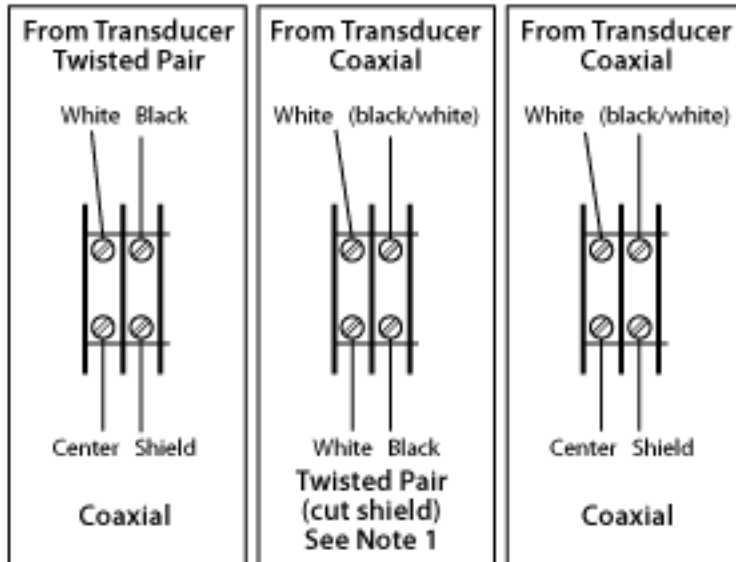 From Transducer
Twisted Pair
White Black
Center Shield
Coaxial
From Transducer
Coaxial
White (black/white)
White Black
Twisted Pair
(cut shield)
See Note 1
From Transducer
Coaxial
White (black/white)
Center Shield
Coaxial